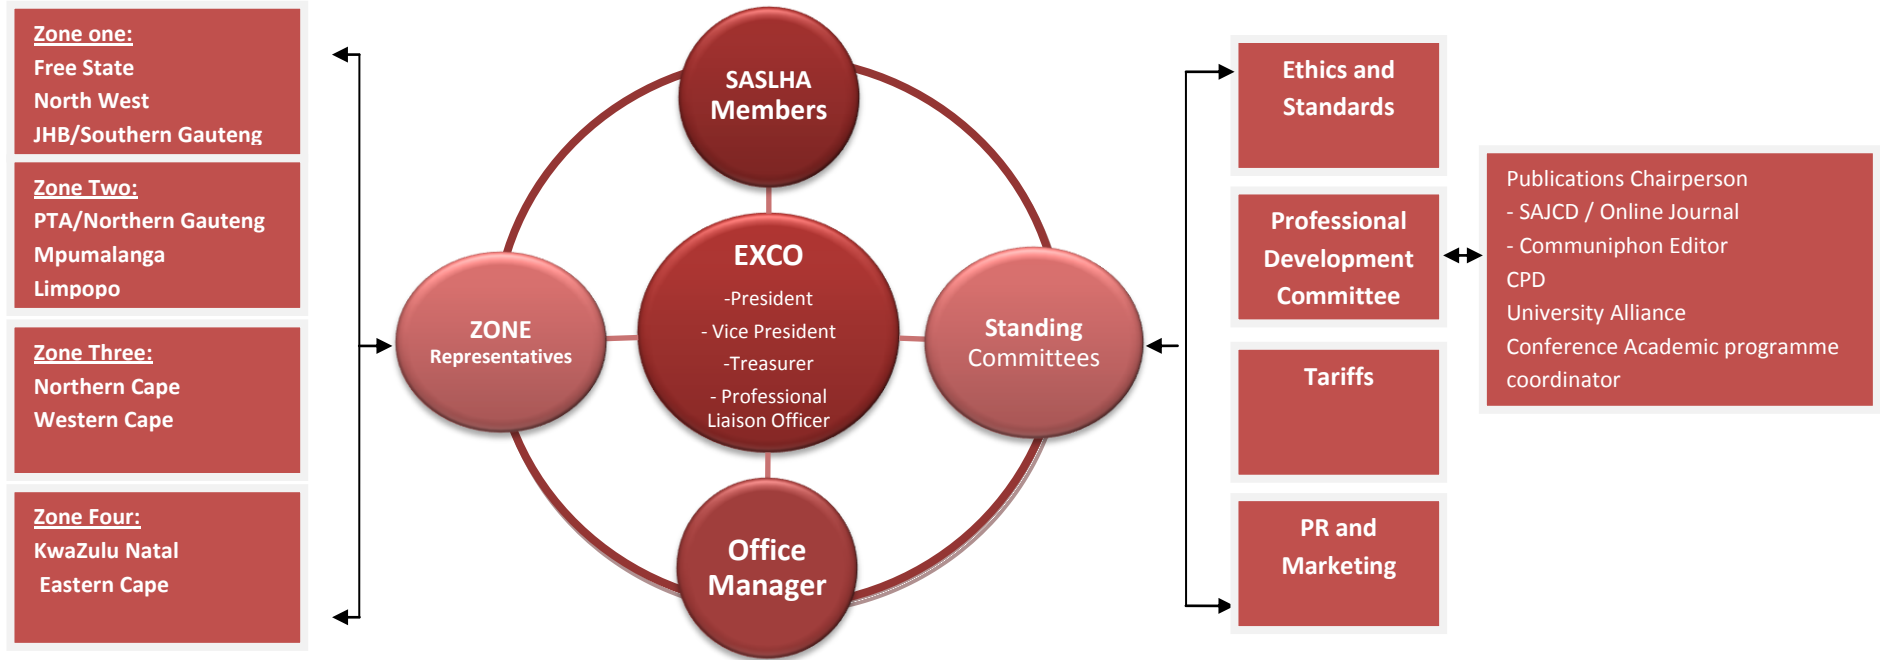 Zone one:
Free State
North West
JHB/Southern Gauteng
Zone Two:
PTA/Northern Gauteng
Mpumalanga
Limpopo
Zone Three:
Northern Cape
Western Cape
Zone Four:
KwaZulu Natal
Eastern Cape
SASLHA
Members
ZONE
Representatives
EXCO
-President
- Vice President
-Treasurer
- Professional
Liaison Officer
Standing
Committees
Office
Manager
Ethics and
Standards
Professional
Development
Committee
Tariffs
PR and
Marketing
Publications Chairperson
- SAJCD / Online Journal
- Communiphon Editor
CPD
University Alliance
Conference Academic programme
coordinator